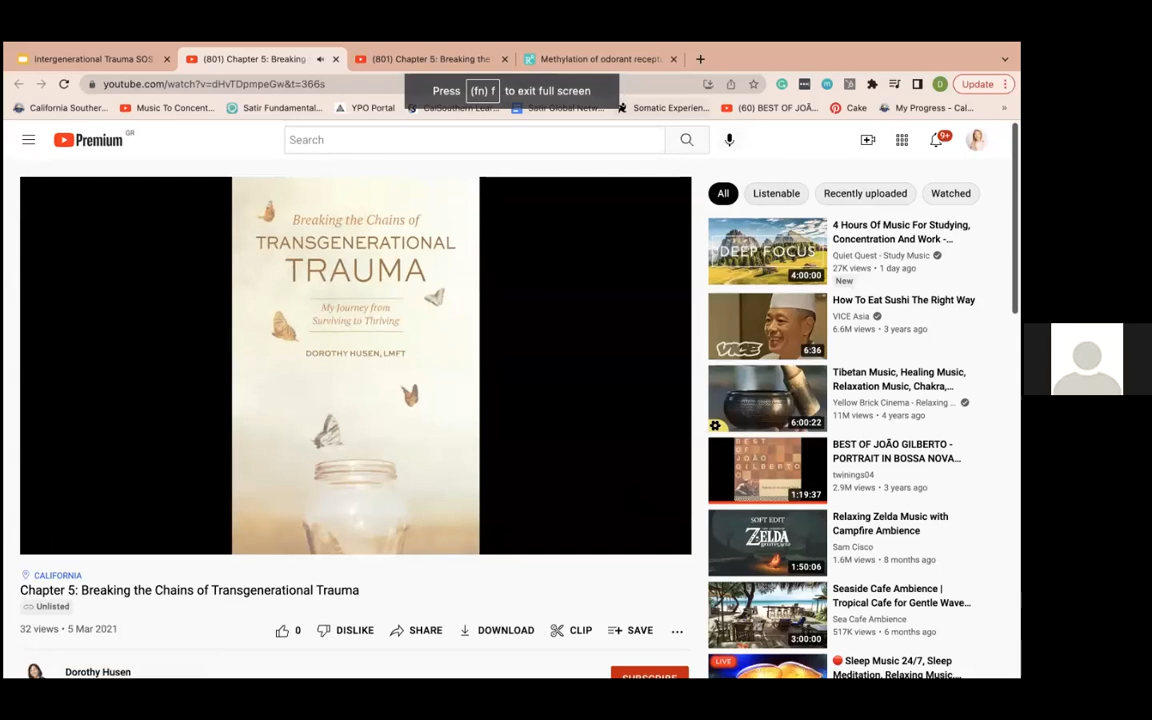 Intergenerational Trauma SOS
(801) Chapter 5: Breaking
(801) Chapter 5: Breaking the
Methylation of odorant recept
youtube.com/watch?v=dHvTDpmpeGw&t=366s
Press (fn) f to exit full screen
D
Update
California Souther...
Music To Concent...
Satir Fundamental...
YPO Portal
Satir Global Netwo...
Somatic Experien...
(60) BEST OF JOÃ...
Cake
My Progress - Cal...
Premium GR
Search
9+
Breaking the Chains of
TRANSGENERATIONAL
TRAUMA
My Journey from
Surviving to Thriving
DOROTHY HUSEN, LMFT
CALIFORNIA
Chapter 5: Breaking the Chains of Transgenerational Trauma
Unlisted
32 views • 5 Mar 2021
0
DISLIKE
SHARE
DOWNLOAD
CLIP
SAVE
Dorothy Husen
SUBSCRIBE
All
Listenable
Recently uploaded
Watched
DEEP FOCUS
4:00:00
4 Hours Of Music For Studying,
Concentration And Work -...
Quiet Quest - Study Music
27K views • 1 day ago
New
VICE
6:36
How To Eat Sushi The Right Way
VICE Asia
6.6M views • 3 years ago
6:00:22
Tibetan Music, Healing Music,
Relaxation Music, Chakra,...
Yellow Brick Cinema - Relaxing ...
11M views • 4 years ago
BEST OF
JOÃO
GILBERTO
1:19:37
BEST OF JOÃO GILBERTO -
PORTRAIT IN BOSSA NOVA...
twinings04
2.9M views • 3 years ago
SOFT EDIT
ZELDA
1:50:06
Relaxing Zelda Music with
Campfire Ambience
Sam Cisco
1.6M views • 8 months ago
3:00:00
Seaside Cafe Ambience |
Tropical Cafe for Gentle Wave...
Sea Cafe Ambience
517K views • 6 months ago
LIVE
Sleep Music 24/7, Sleep
Meditation, Relaxing Music,...